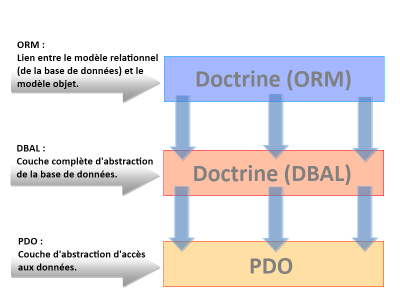 ORM :
Lien entre le modèle relationnel
(de la base de données) et le
modèle objet.
Doctrine (ORM)
DBAL :
Couche complète d'abstraction
de la base de données.
Doctrine (DBAL)
PDO :
Couche d'abstraction d'accès
aux données.
PDO